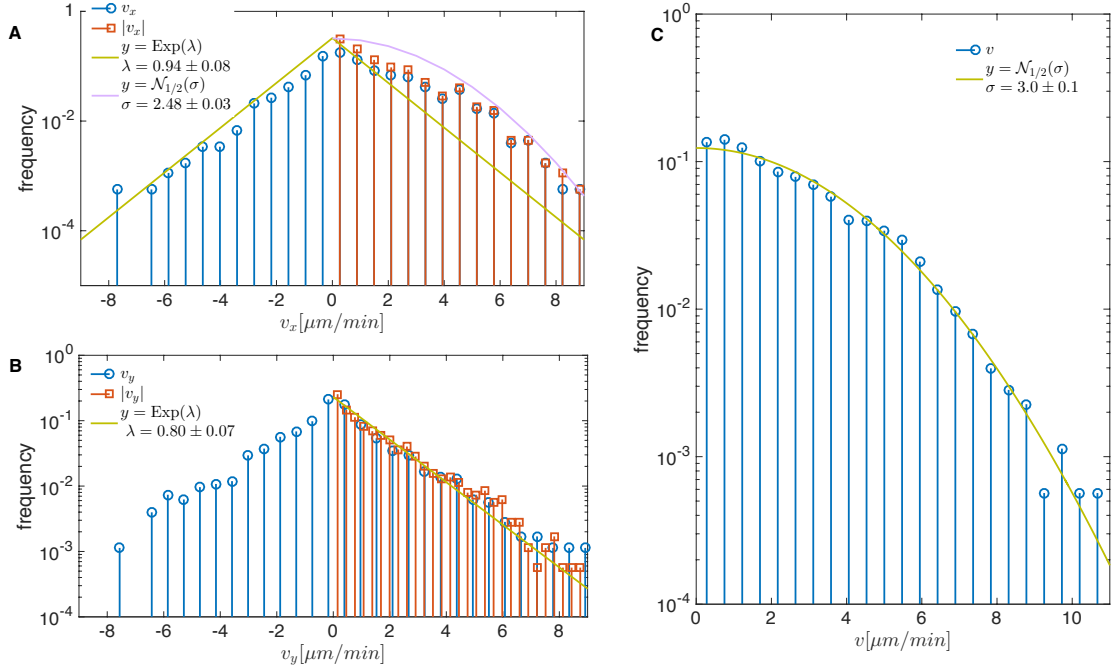 A
v_x
|v_x|
y = Exp(λ)
λ = 0.94 ± 0.08
y = 𝒩_{1/2}(σ)
σ = 2.48 ± 0.03
frequency
1
10^{-2}
10^{-4}
-8 -6 -4 -2 0 2 4 6 8
v_x[μm/min]
B
v_y
|v_y|
y = Exp(λ)
λ = 0.80 ± 0.07
frequency
10^0
10^{-1}
10^{-2}
10^{-3}
10^{-4}
-8 -6 -4 -2 0 2 4 6 8
v_y[μm/min]
C
v
y = 𝒩_{1/2}(σ)
σ = 3.0 ± 0.1
frequency
10^0
10^{-1}
10^{-2}
10^{-3}
10^{-4}
0 2 4 6 8 10
v[μm/min]